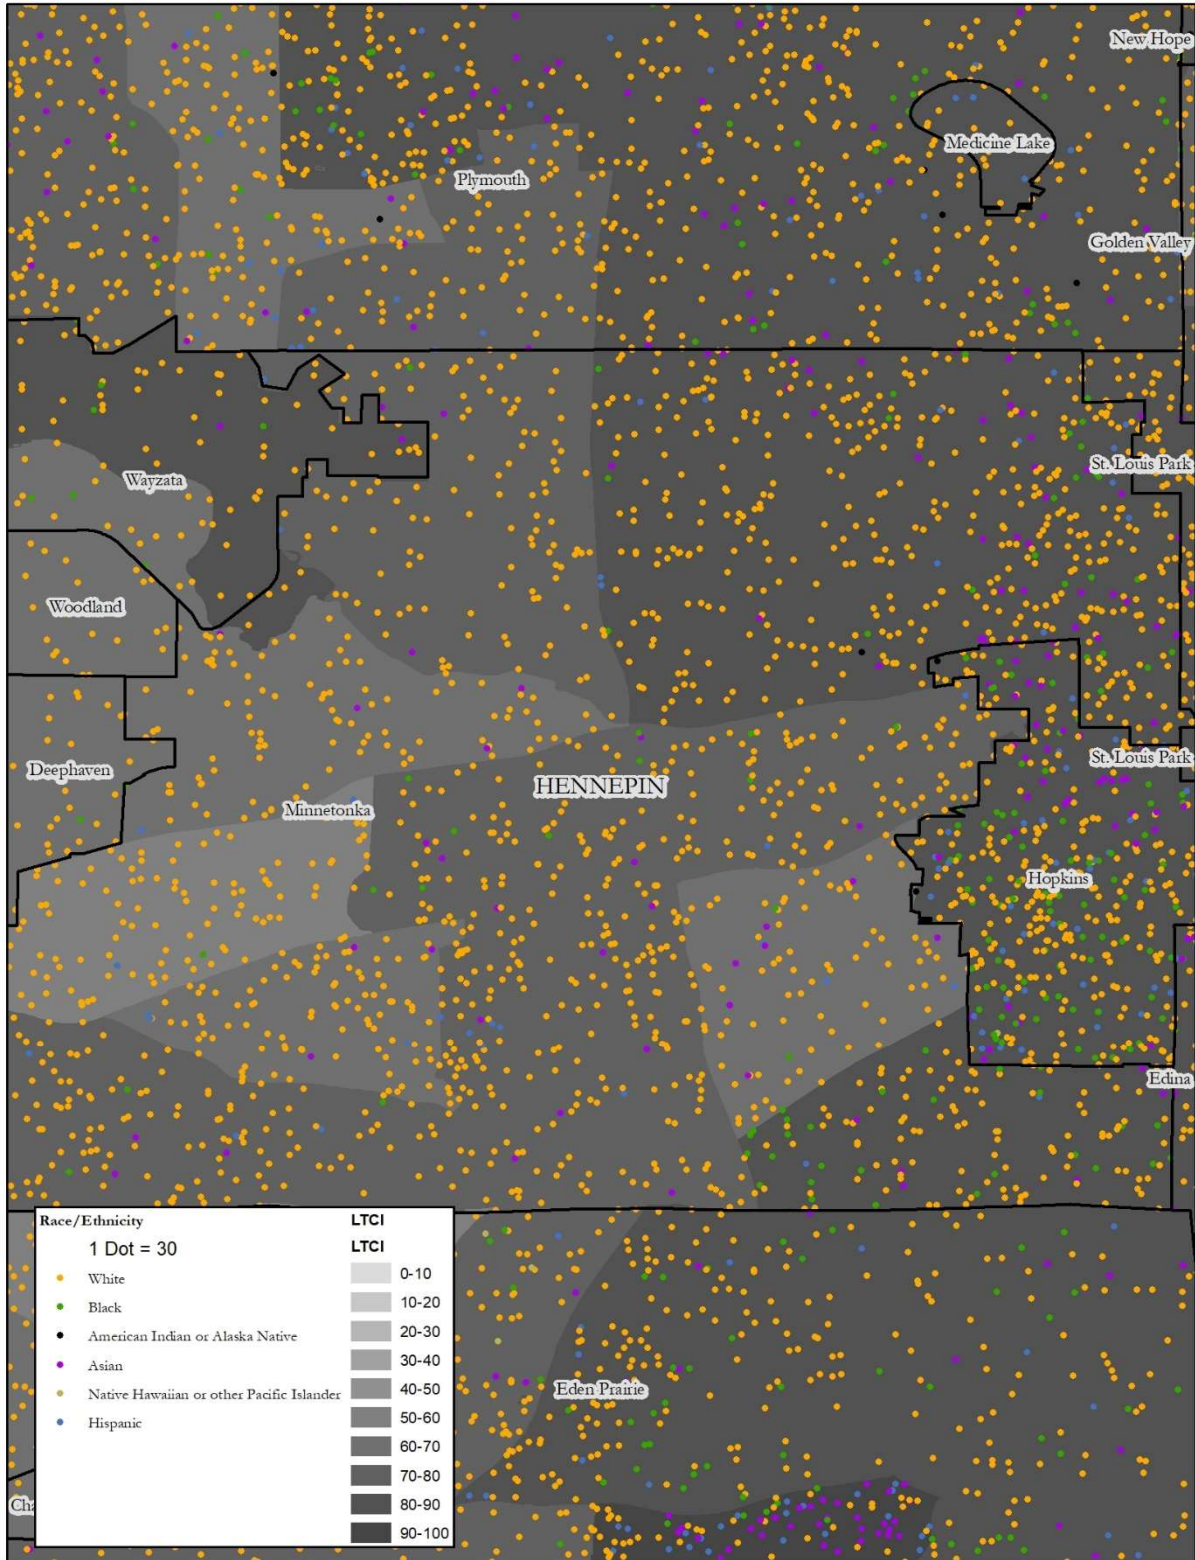 New Hope
Medicine Lake
Plymouth
Golden Valley
St. Louis Park
Wayzata
Woodland
St. Louis Park
Deephaven
HENNEPIN
Minnetonka
Hopkins
Edina
Race/Ethnicity
1 Dot = 30
White
Black
American Indian or Alaska Native
Asian
Native Hawaiian or other Pacific Islander
Hispanic
LTCI
LTCI
0-10
10-20
20-30
30-40
40-50
50-60
60-70
70-80
80-90
90-100
Eden Prairie
Cha